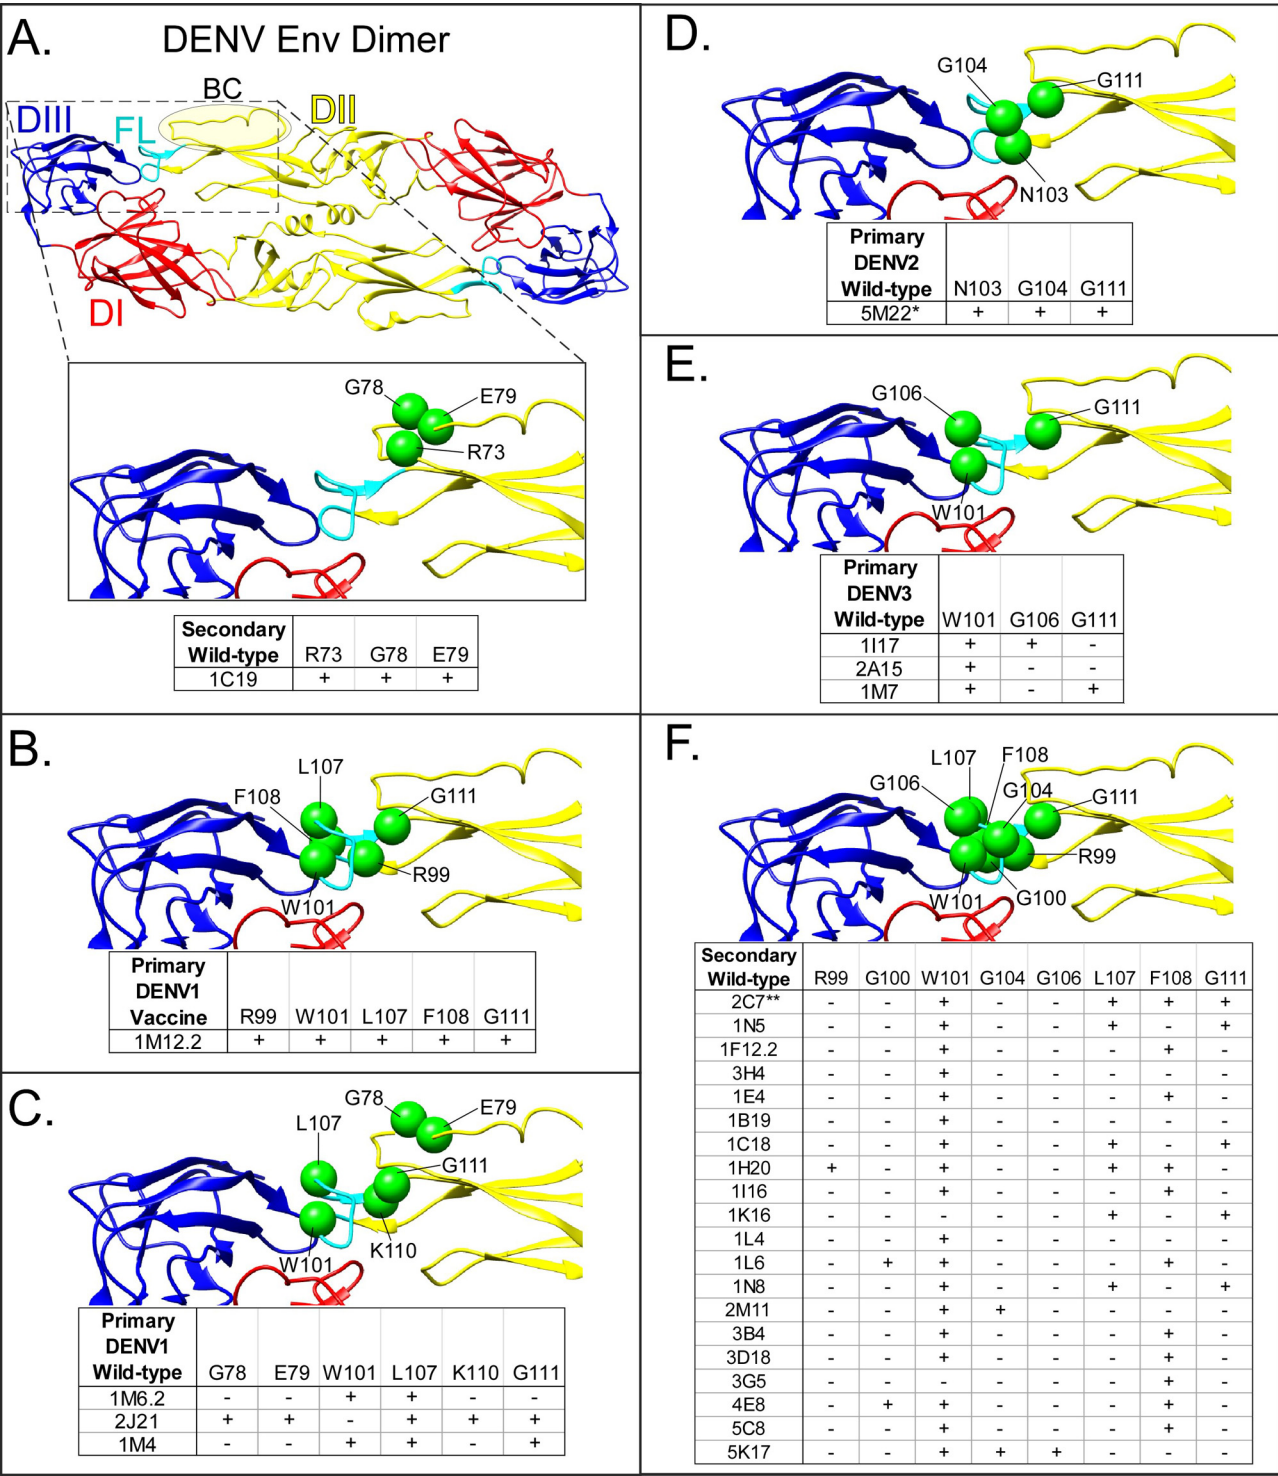 A.
DENV Env Dimer
BC
DIII
FL
DII
DI
G78
E79
R73
Secondary
Wild-type R73 G78 E79
1C19 + + +
B.
L107
F108
G111
R99
W101
Primary
DENV1
Vaccine R99 W101 L107 F108 G111
1M12.2 + + + + +
C.
G78
E79
L107
G111
K110
W101
Primary
DENV1
Wild-type G78 E79 W101 L107 K110 G111
1M6.2 - - + + - -
2J21 + + - + + +
1M4 - - + + - +
D.
G104
G111
N103
Primary
DENV2
Wild-type N103 G104 G111
5M22* + + +
E.
G106
G111
W101
Primary
DENV3
Wild-type W101 G106 G111
1I17 + + -
2A15 + - -
1M7 + - +
F.
L107
F108
G106
G104
G111
R99
W101
G100
Secondary
Wild-type R99 G100 W101 G104 G106 L107 F108 G111
2C7** - - + - - + + +
1N5 - - + - - + - +
1F12.2 - - + - - - + -
3H4 - - + - - - - -
1E4 - - + - - - + -
1B19 - - + - - - - -
1C18 - - + - - + - +
1H20 + - + - - + + -
1I16 - - + - - - + -
1K16 - - - - - + - +
1L4 - - + - - - - -
1L6 - + + - - - + -
1N8 - - + - - + - +
2M11 - - + + - - - -
3B4 - - + - - - + -
3D18 - - + - - - + -
3G5 - - - - - - + -
4E8 - + + - - - + -
5C8 - - + - - - + -
5K17 - - + + + - - -